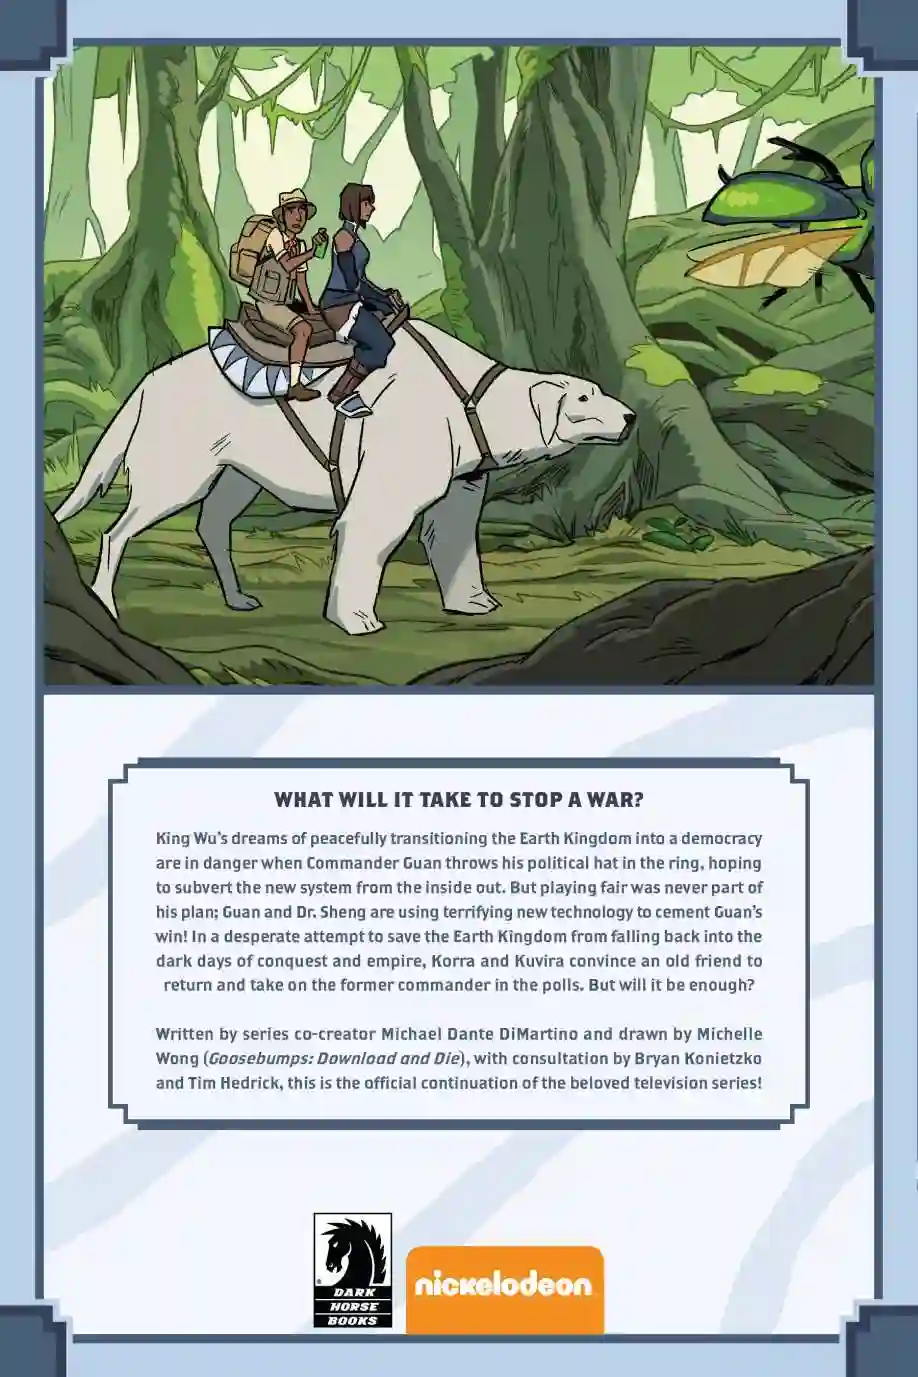 WHAT WILL IT TAKE TO STOP A WAR?
King Wu's dreams of peacefully transitioning the Earth Kingdom into a democracy
are in danger when Commander Guan throws his political hat in the ring, hoping
to subvert the new system from the inside out. But playing fair was never part of
his plan; Guan and Dr. Sheng are using terrifying new technology to cement Guan's
win! In a desperate attempt to save the Earth Kingdom from falling back into the
dark days of conquest and empire, Korra and Kuvira convince an old friend to
return and take on the former commander in the polls. But will it be enough?
Written by series co-creator Michael Dante DiMartino and drawn by Michelle
Wong (Goosebumps: Download and Die), with consultation by Bryan Konietzko
and Tim Hedrick, this is the official continuation of the beloved television series!
DARK
HORSE
BOOKS
nickelodeon